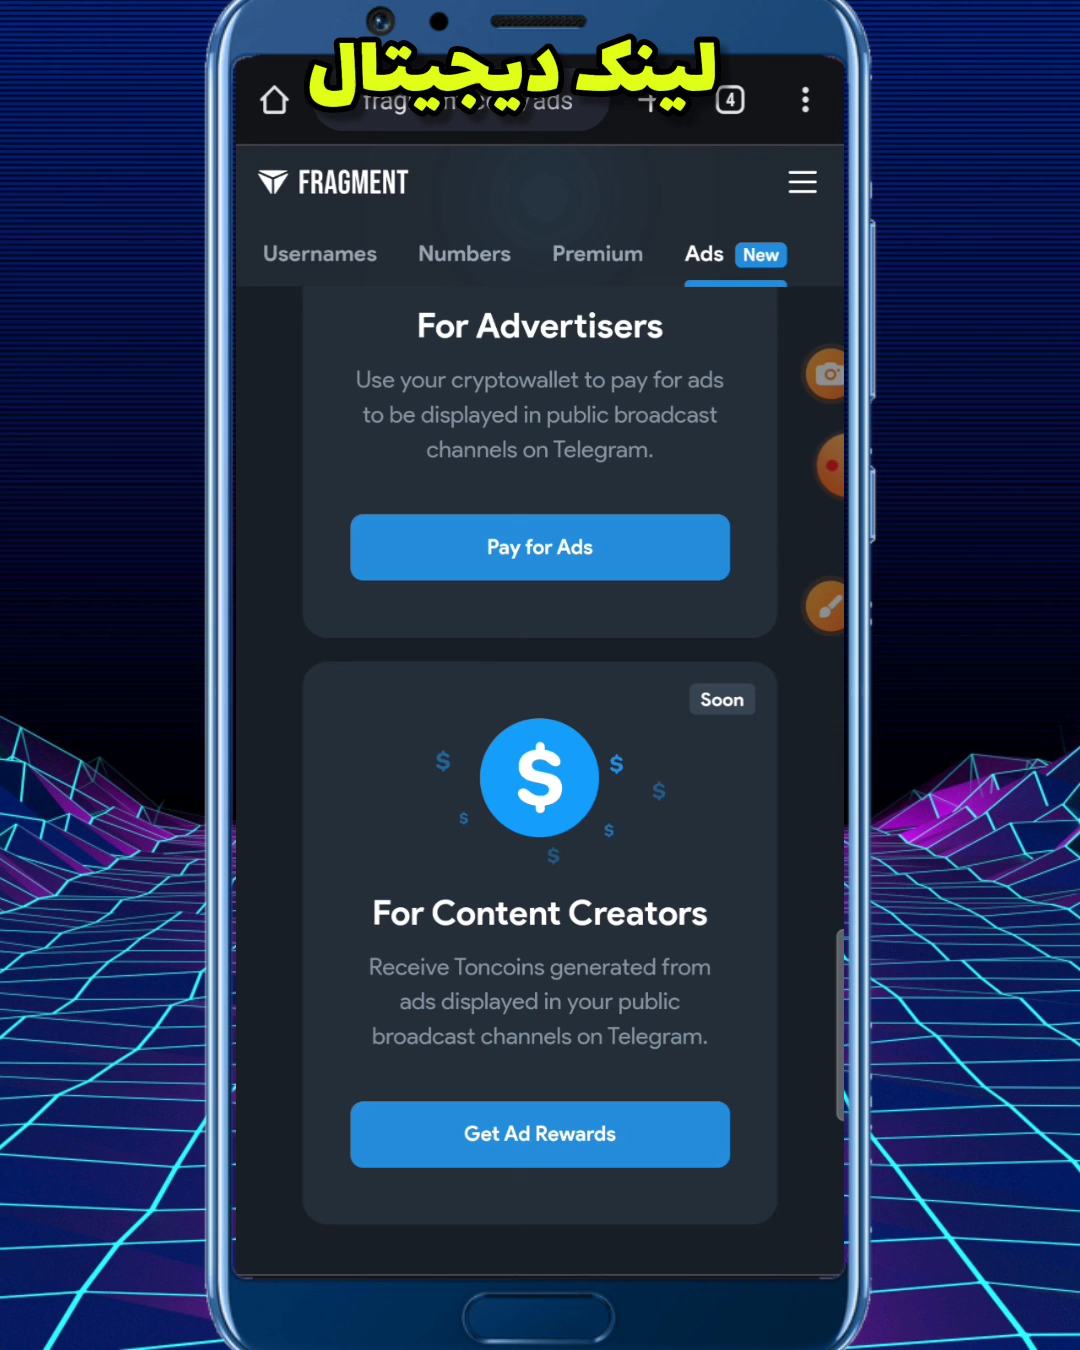 لینک دیجیتال
4
FRAGMENT
Usernames Numbers Premium Ads New
For Advertisers
Use your cryptowallet to pay for ads
to be displayed in public broadcast
channels on Telegram.
Pay for Ads
Soon
$
$ $ $ $ $ $
For Content Creators
Receive Toncoins generated from
ads displayed in your public
broadcast channels on Telegram.
Get Ad Rewards